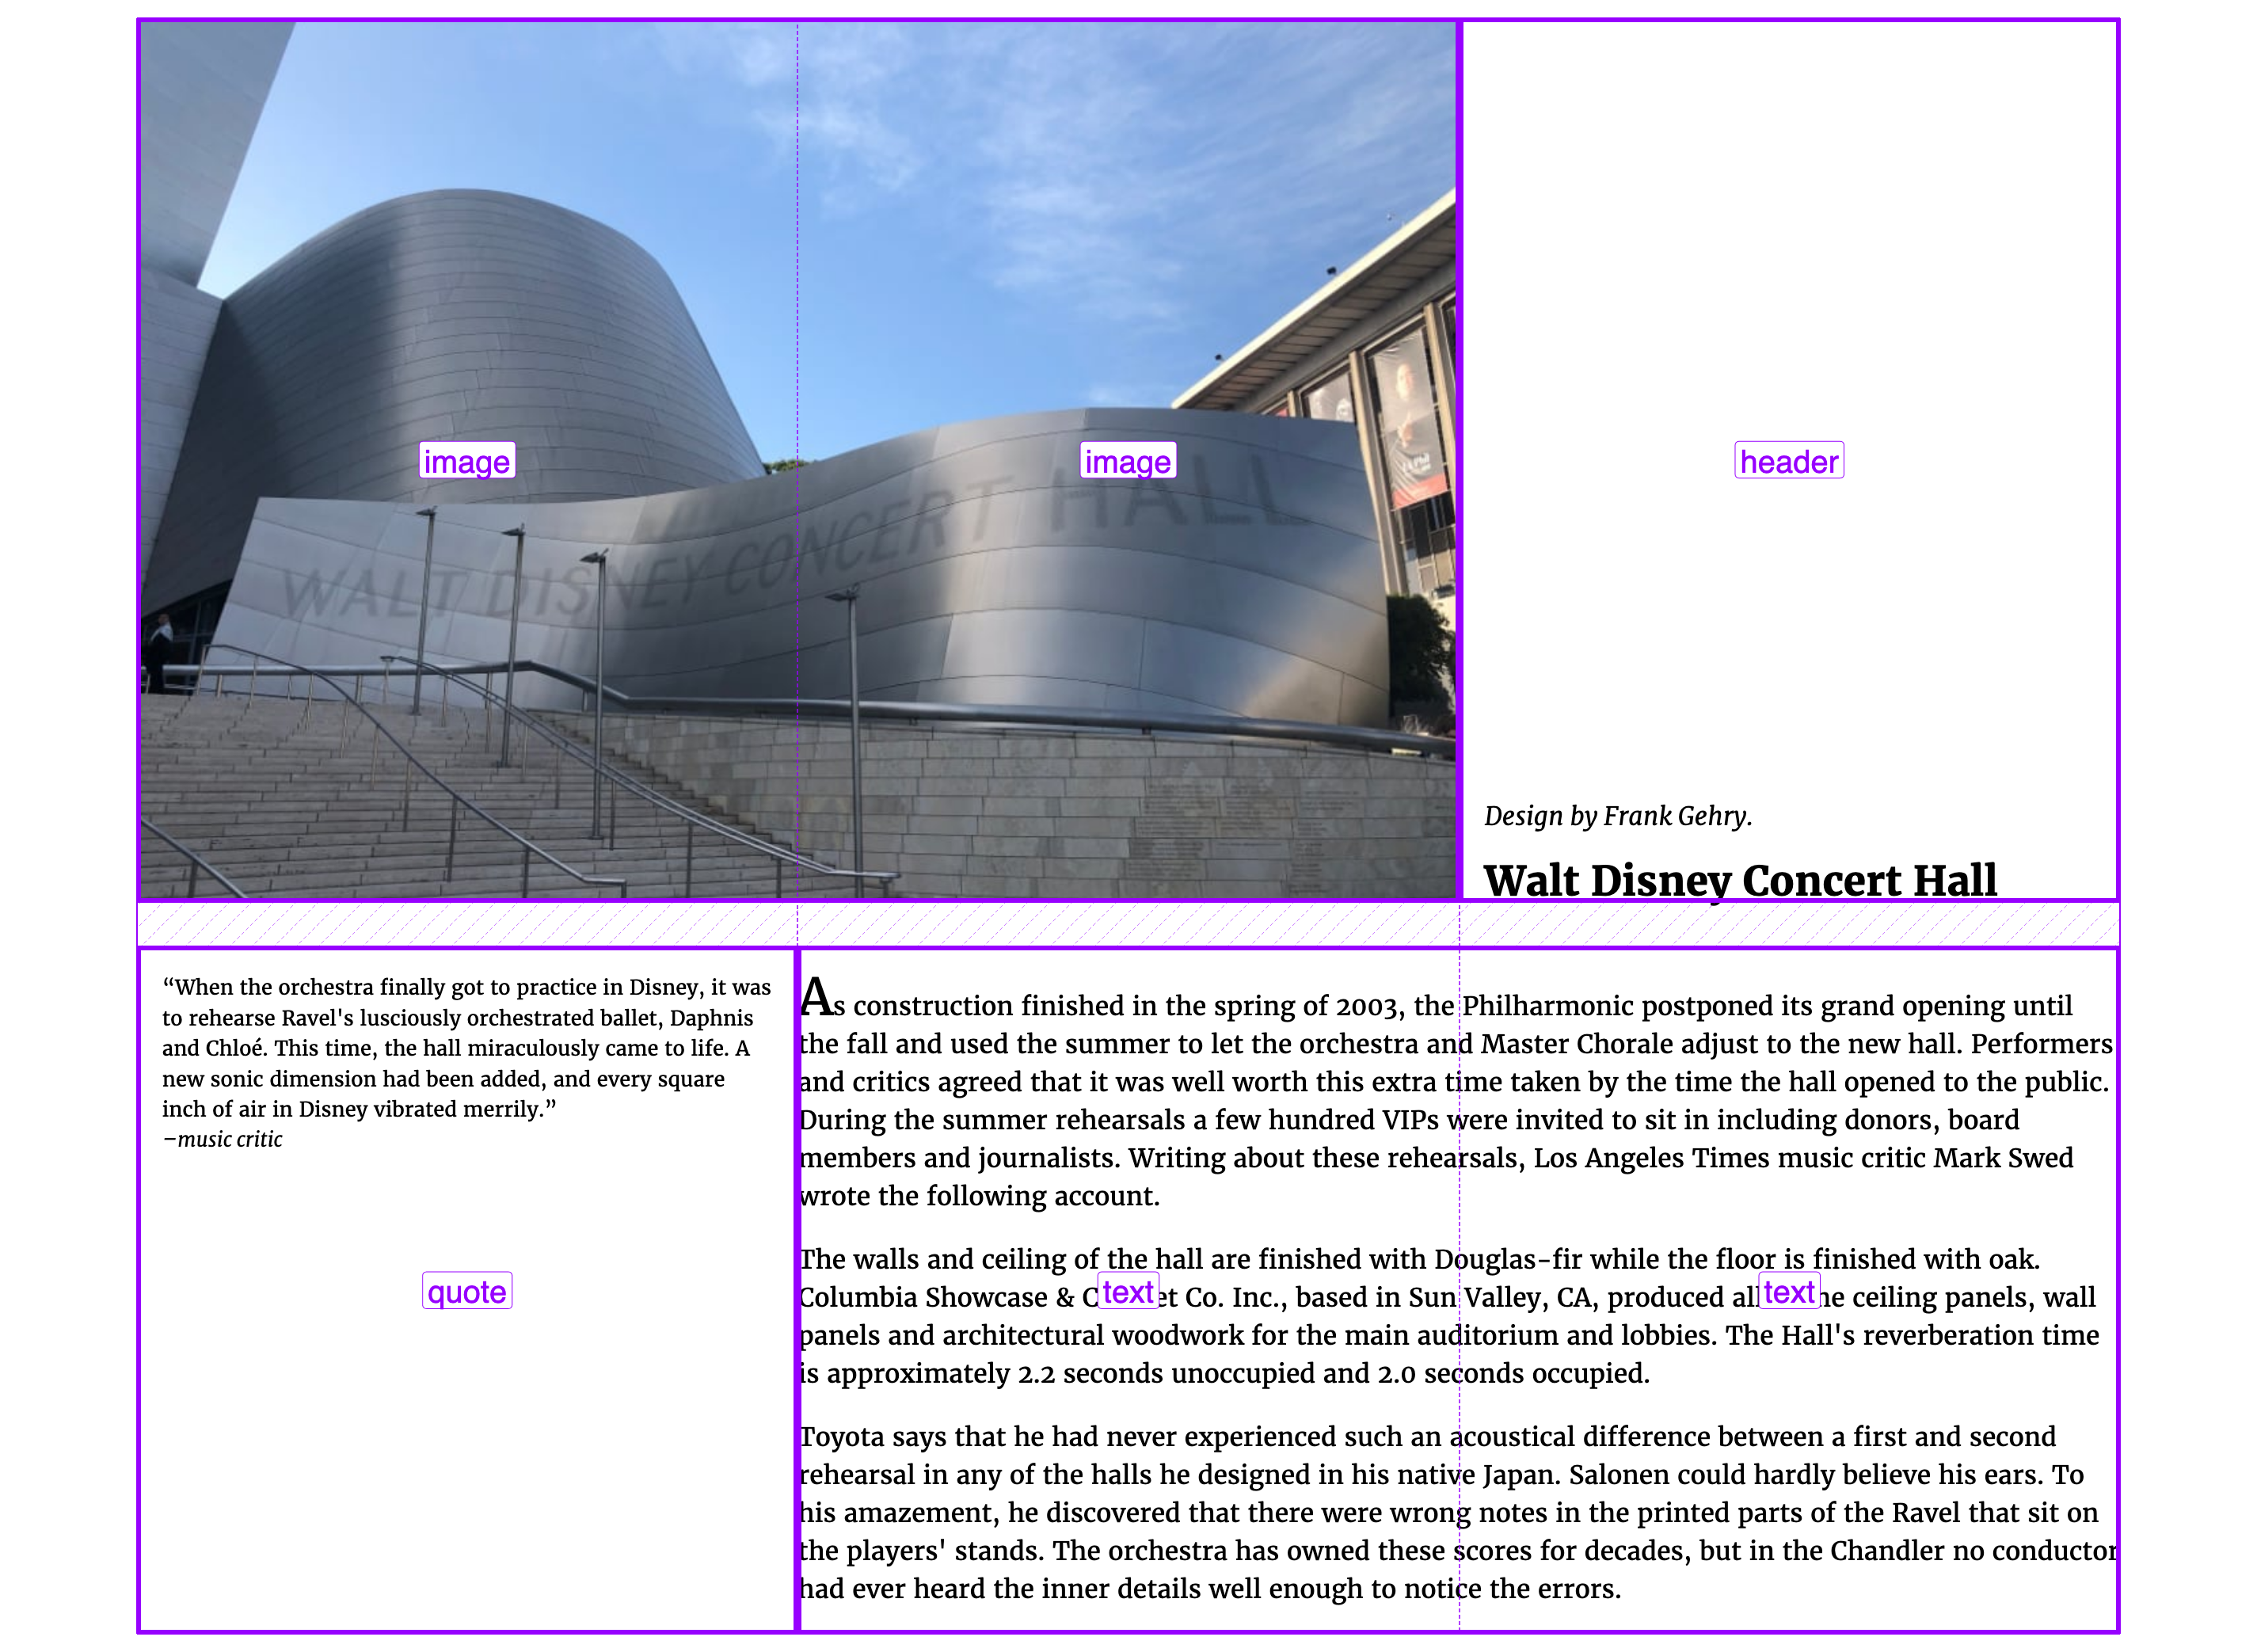 WALT DISNEY CONCERT HALL
image
image
header
Design by Frank Gehry.
Walt Disney Concert Hall
“When the orchestra finally got to practice in Disney, it was
to rehearse Ravel's lusciously orchestrated ballet, Daphnis
and Chloé. This time, the hall miraculously came to life. A
new sonic dimension had been added, and every square
inch of air in Disney vibrated merrily.”
–music critic
quote
As construction finished in the spring of 2003, the Philharmonic postponed its grand opening until
the fall and used the summer to let the orchestra and Master Chorale adjust to the new hall. Performers
and critics agreed that it was well worth this extra time taken by the time the hall opened to the public.
During the summer rehearsals a few hundred VIPs were invited to sit in including donors, board
members and journalists. Writing about these rehearsals, Los Angeles Times music critic Mark Swed
wrote the following account.
The walls and ceiling of the hall are finished with Douglas-fir while the floor is finished with oak.
Columbia Showcase & C text et Co. Inc., based in Sun Valley, CA, produced all text he ceiling panels, wall
panels and architectural woodwork for the main auditorium and lobbies. The Hall's reverberation time
is approximately 2.2 seconds unoccupied and 2.0 seconds occupied.
Toyota says that he had never experienced such an acoustical difference between a first and second
rehearsal in any of the halls he designed in his native Japan. Salonen could hardly believe his ears. To
his amazement, he discovered that there were wrong notes in the printed parts of the Ravel that sit on
the players' stands. The orchestra has owned these scores for decades, but in the Chandler no conductor
had ever heard the inner details well enough to notice the errors.